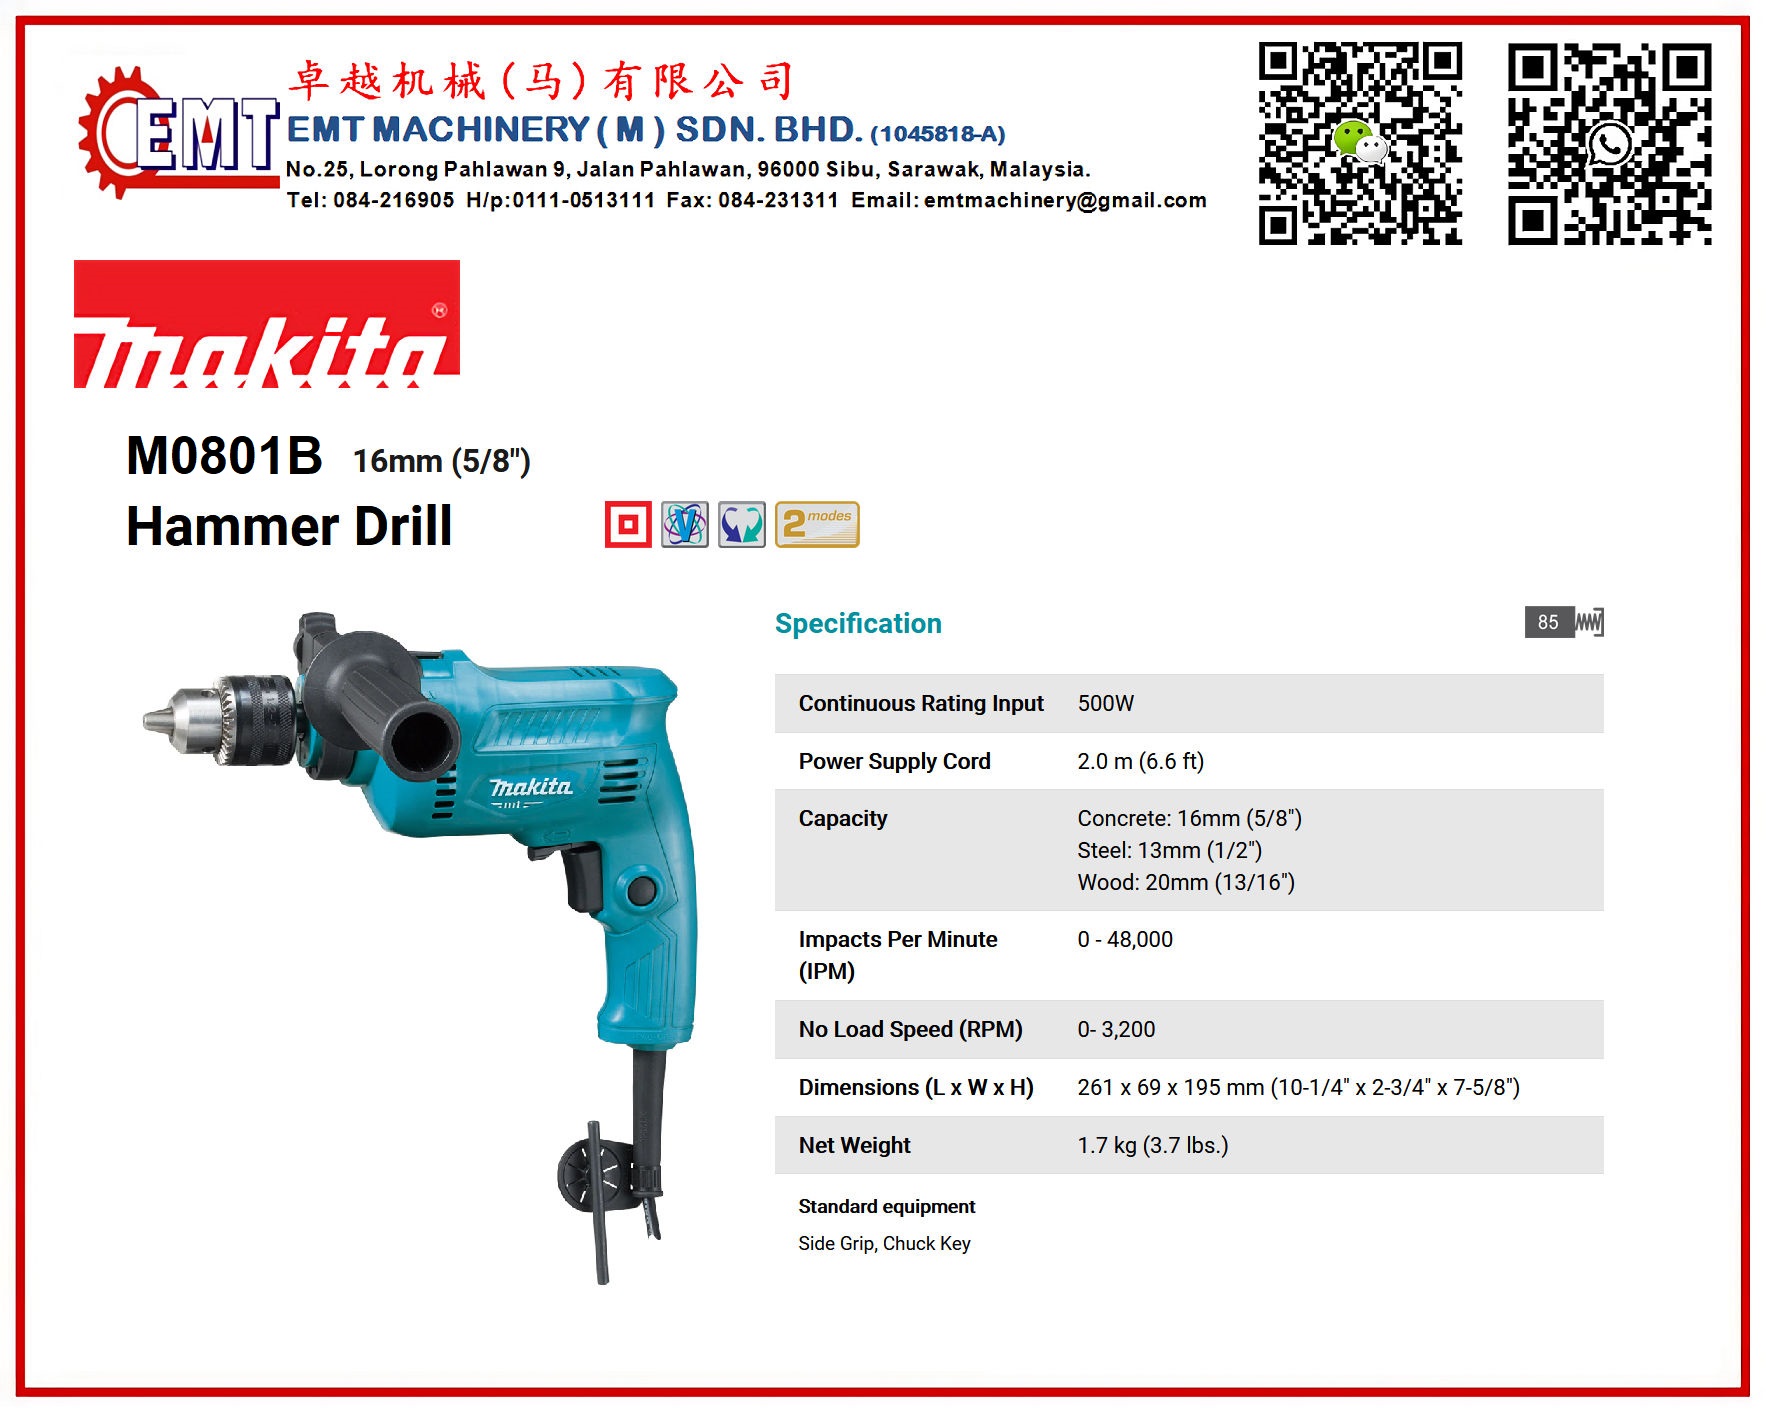 卓越机械(马)有限公司
EMT
EMT MACHINERY ( M ) SDN. BHD. (1045818-A)
No.25, Lorong Pahlawan 9, Jalan Pahlawan, 96000 Sibu, Sarawak, Malaysia.
Tel: 084-216905 H/p:0111-0513111 Fax: 084-231311 Email: emtmachinery@gmail.com
makita
M0801B 16mm (5/8")
Hammer Drill
V
2 modes
Specification
85
Continuous Rating Input 500W
Power Supply Cord 2.0 m (6.6 ft)
Capacity Concrete: 16mm (5/8")
Steel: 13mm (1/2")
Wood: 20mm (13/16")
Impacts Per Minute 0 - 48,000
(IPM)
No Load Speed (RPM) 0- 3,200
Dimensions (L x W x H) 261 x 69 x 195 mm (10-1/4" x 2-3/4" x 7-5/8")
Net Weight 1.7 kg (3.7 lbs.)
Standard equipment
Side Grip, Chuck Key
makita
mt